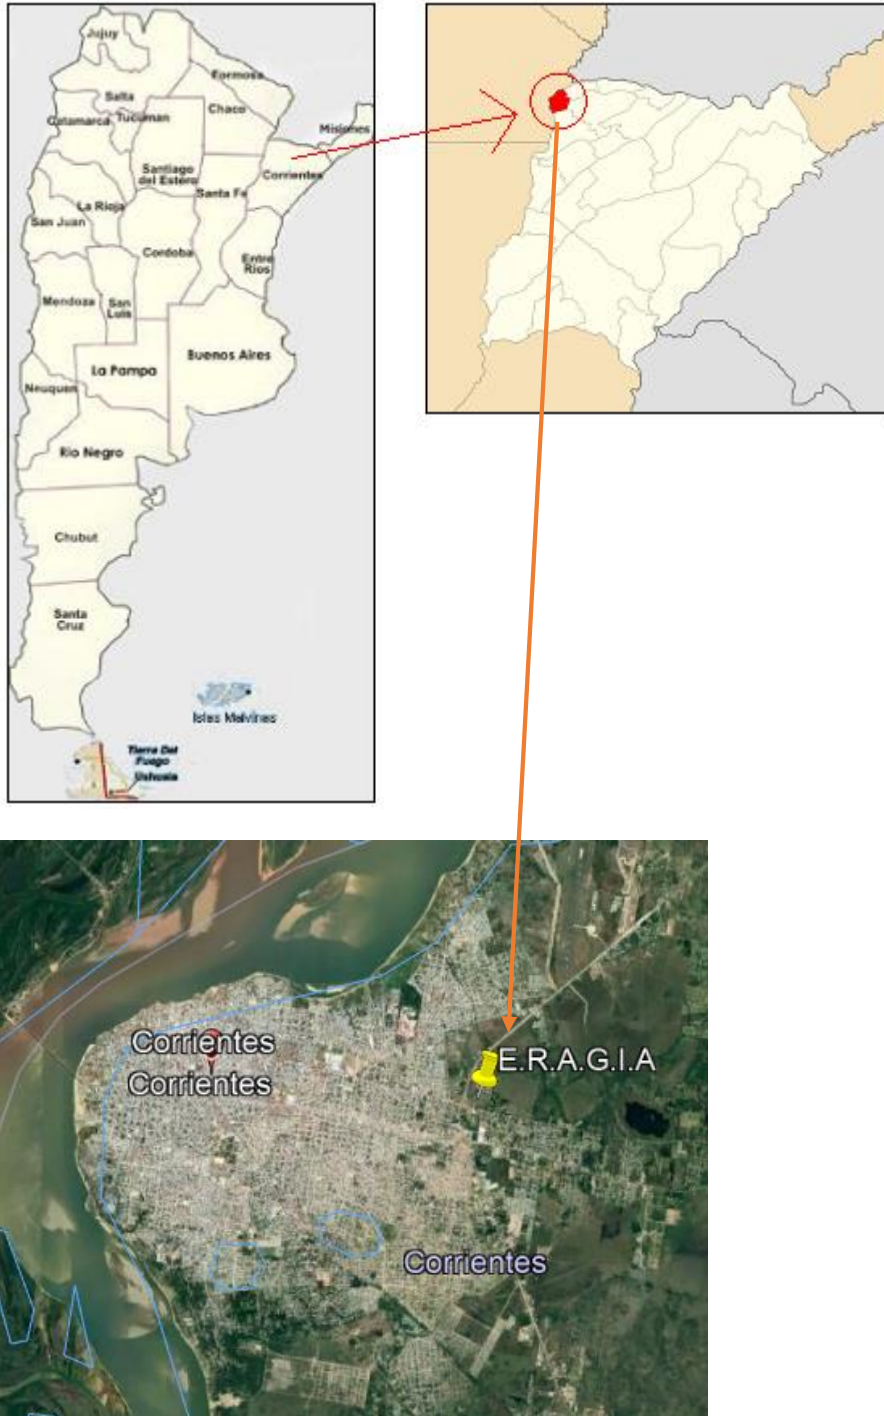 Jujuy
Formosa
Salta
Chaco
Catamarca
Tucuman
Misiones
Santiago
del Estero
Corrientes
Santa Fe
La Rioja
San Juan
Cordoba
Entre
Rios
Mendoza
San
Luis
Buenos Aires
La Pampa
Neuquen
Rio Negro
Chubut
Santa
Cruz
Islas Malvinas
Tierra Del
Fuego
Ushuaia
Corrientes
Corrientes
E.R.A.G.I.A
Corrientes